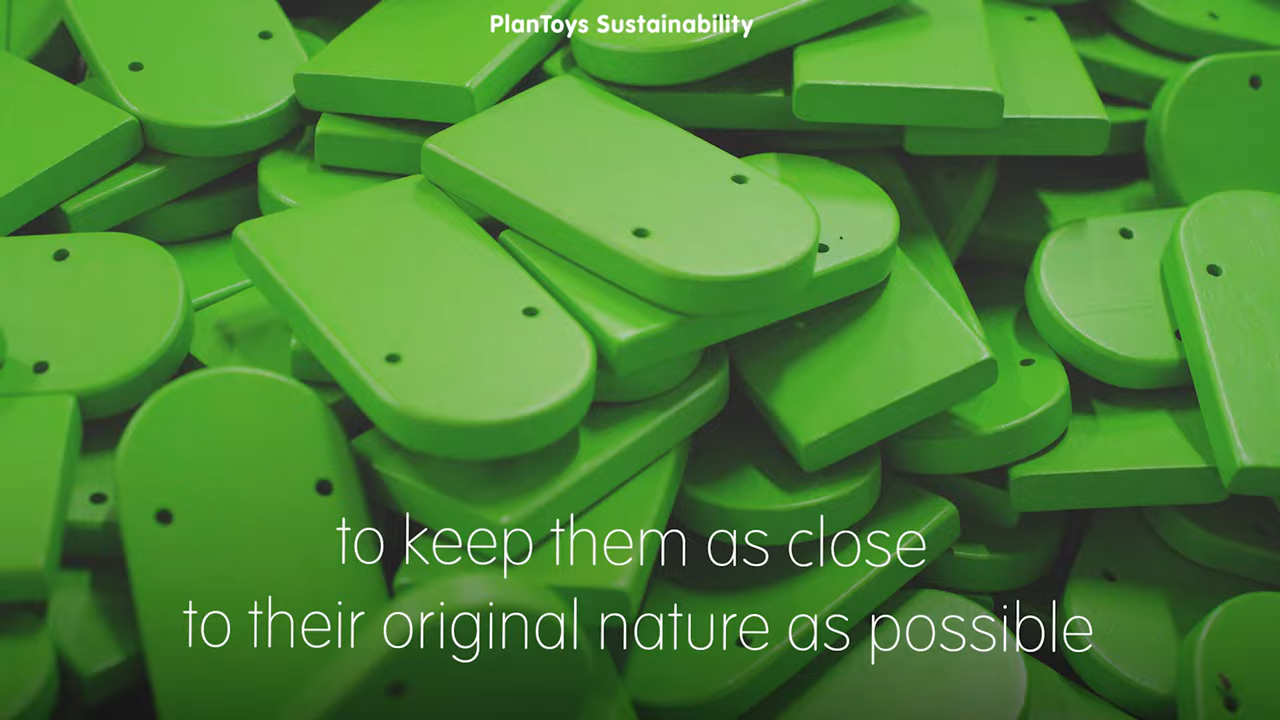 PlanToys Sustainability
to keep them as close
to their original nature as possible